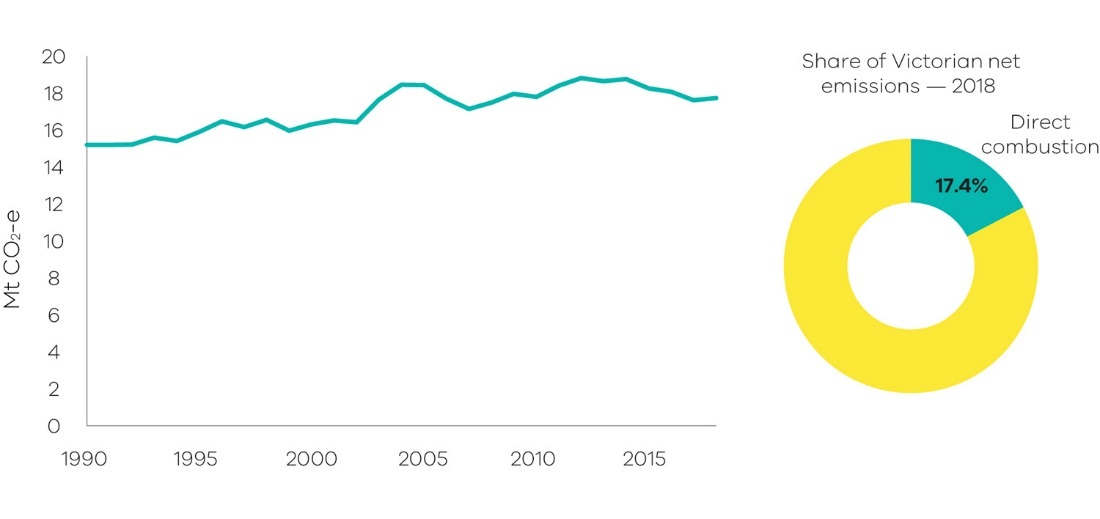 20
18
16
14
12
10
8
6
4
2
0
Mt CO₂-e
1990 1995 2000 2005 2010 2015
Share of Victorian net
emissions — 2018
Direct
combustion
17.4%